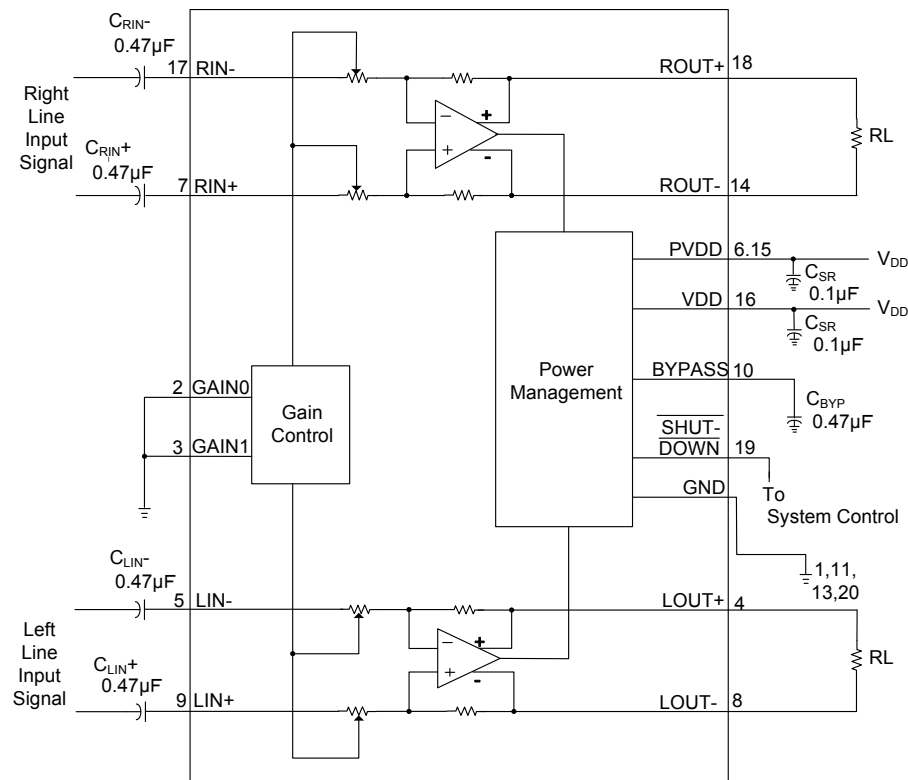 CRIN-
0.47µF
17 RIN-
ROUT+ 18
Right
Line
Input
Signal
RL
CRIN+
0.47µF
7 RIN+
ROUT- 14
PVDD 6.15
VDD
CSR
0.1µF
VDD 16
VDD
CSR
0.1µF
Power
Management
BYPASS 10
CBYP
0.47µF
2 GAIN0
Gain
Control
3 GAIN1
SHUT-
DOWN 19
GND
To
System Control
1,11,
13,20
CLIN-
0.47µF
5 LIN-
LOUT+ 4
Left
Line
Input
Signal
RL
CLIN+
0.47µF
9 LIN+
LOUT- 8